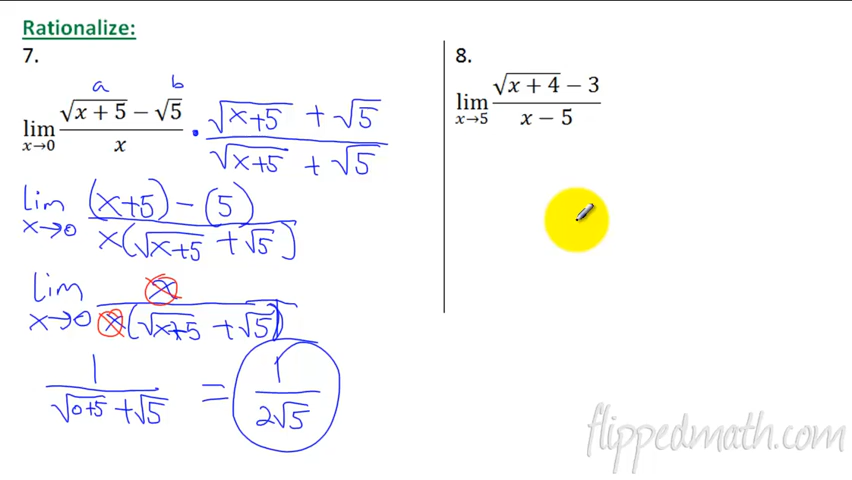 Rationalize:
7.
a b
lim x→0 (√(x + 5) − √5)/x · (√(x+5) + √5)/(√(x+5) + √5)
lim x→0 ((x+5) − (5))/(x(√(x+5) + √5))
lim x→0 x/(x(√(x+5) + √5))
1/(√(0+5) + √5) = 1/(2√5)
8.
lim x→5 (√(x + 4) − 3)/(x − 5)
flippedmath.com